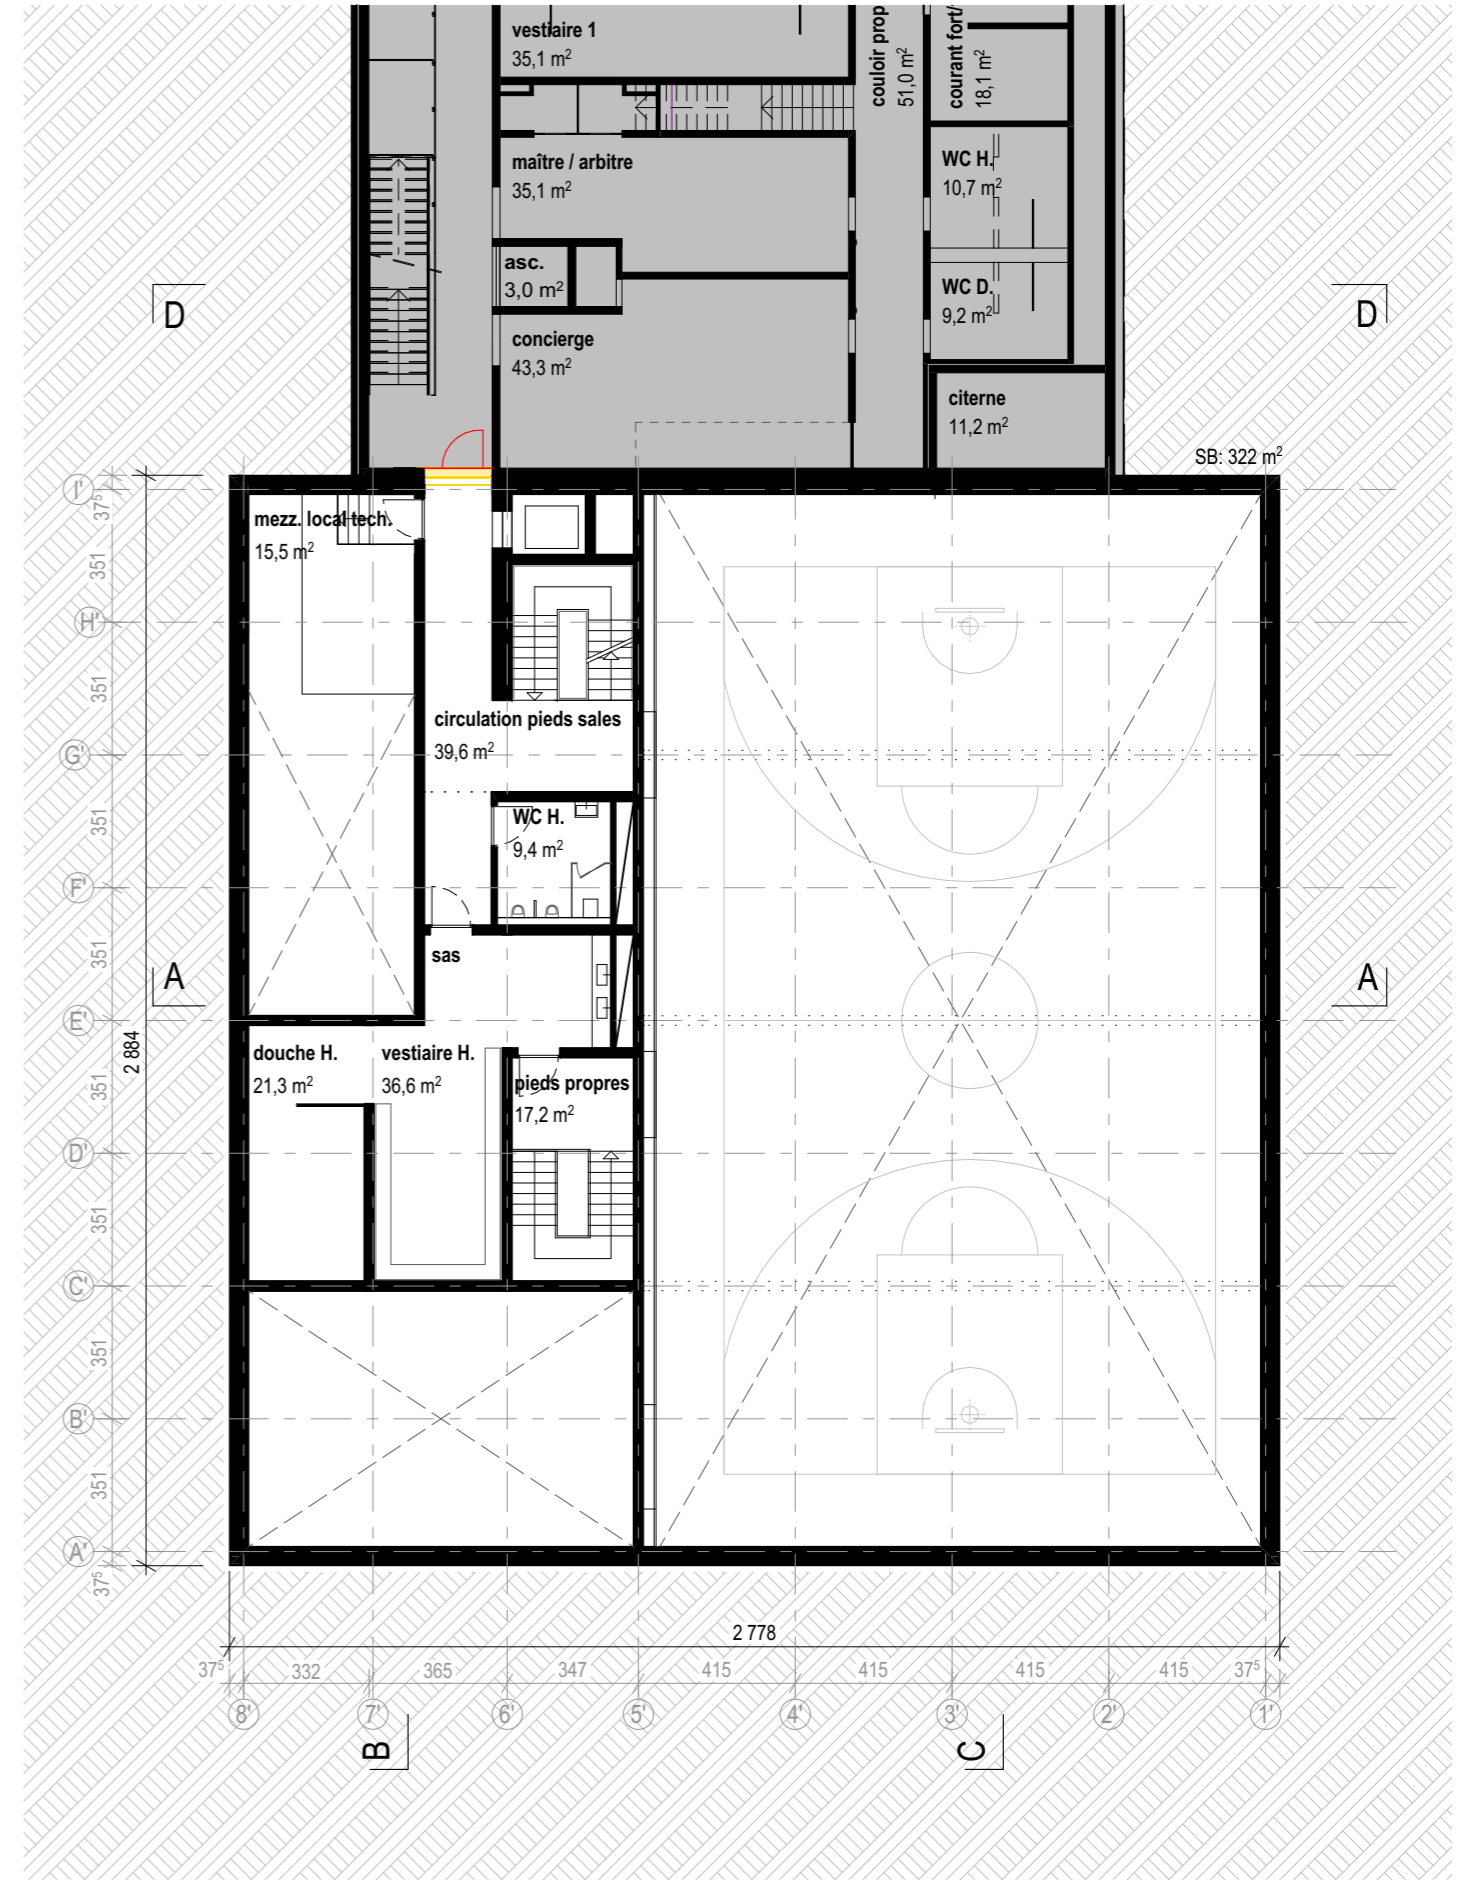 vestiaire 1
35,1 m²
couloir prop
51,0 m²
courant fort/
18,1 m²
maître / arbitre
35,1 m²
WC H.
10,7 m²
asc.
3,0 m²
WC D.
9,2 m²
D
D
concierge
43,3 m²
citerne
11,2 m²
SB: 322 m²
I'
37⁵
mezz. local tech.
15,5 m²
351
H'
351
circulation pieds sales
39,6 m²
G'
351
WC H.
9,4 m²
F'
351
sas
A
A
E'
2 884
douche H.
21,3 m²
vestiaire H.
36,6 m²
pieds propres
17,2 m²
351
D'
351
C'
351
B'
351
A'
37⁵
2 778
37⁵
332
365
347
415
415
415
415
37⁵
8'
7'
6'
5'
4'
3'
2'
1'
B
C